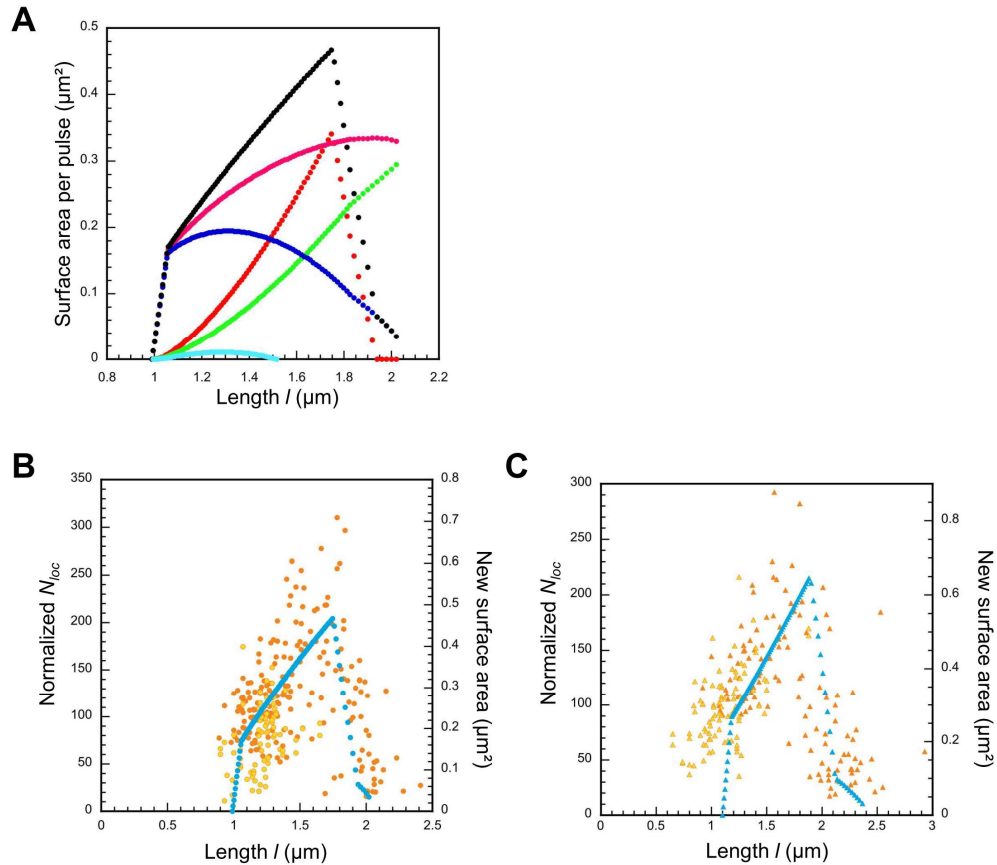 A
Surface area per pulse (µm²)
0.5
0.4
0.3
0.2
0.1
0
0.8 1 1.2 1.4 1.6 1.8 2 2.2
Length l (µm)
B
Normalized Nloc
350
300
250
200
150
100
50
0
0 0.5 1 1.5 2 2.5
Length l (µm)
0.8
0.7
0.6
0.5
0.4
0.3
0.2
0.1
0
New surface area (µm²)
C
Normalized Nloc
300
250
200
150
100
50
0
0 0.5 1 1.5 2 2.5 3
Length l (µm)
0.8
0.6
0.4
0.2
0
New surface area (µm²)